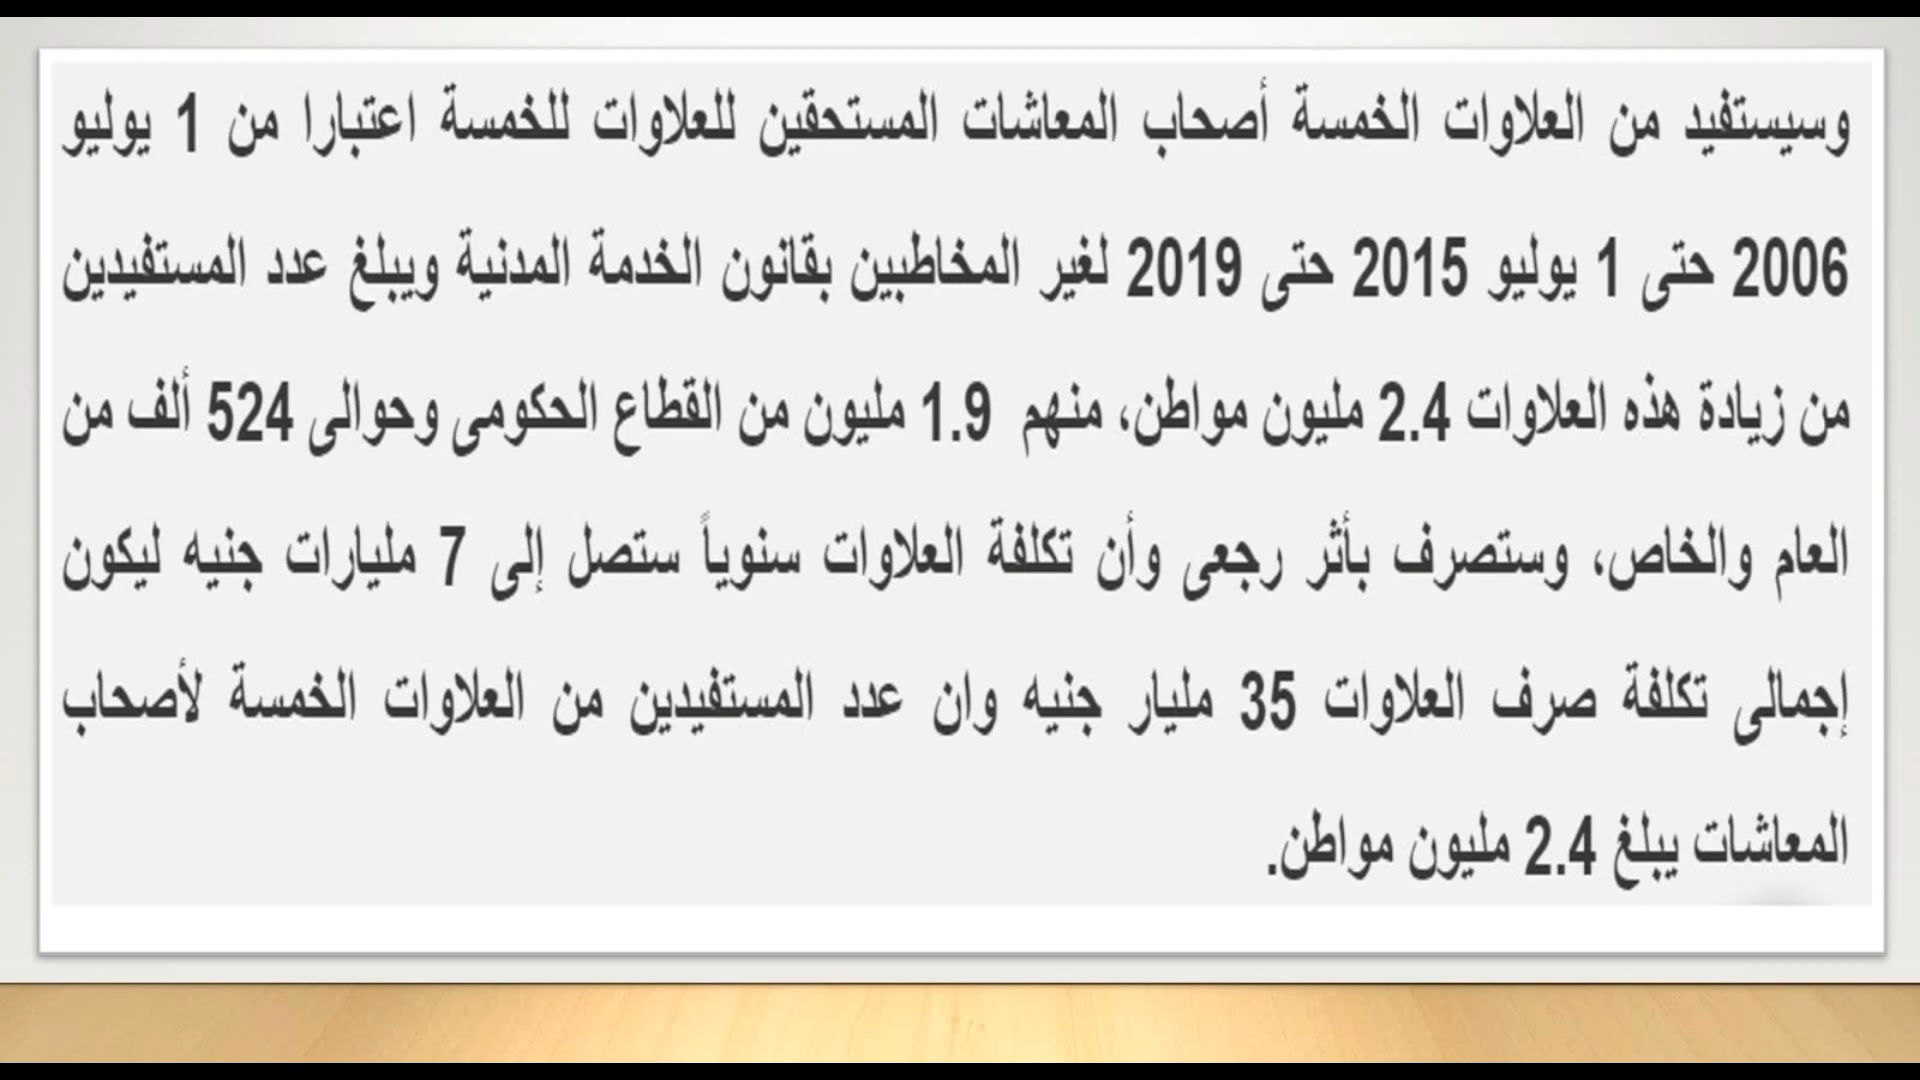 وسيستفيد من العلاوات الخمسة أصحاب المعاشات المستحقين للعلاوات للخمسة اعتبارا من 1 يوليو
2006 حتى 1 يوليو 2015 حتى 2019 لغير المخاطبين بقانون الخدمة المدنية ويبلغ عدد المستفيدين
من زيادة هذه العلاوات 2.4 مليون مواطن، منهم 1.9 مليون من القطاع الحكومى وحوالى 524 ألف من
العام والخاص، وستصرف بأثر رجعى وأن تكلفة العلاوات سنوياً ستصل إلى 7 مليارات جنيه ليكون
إجمالى تكلفة صرف العلاوات 35 مليار جنيه وان عدد المستفيدين من العلاوات الخمسة لأصحاب
المعاشات يبلغ 2.4 مليون مواطن.